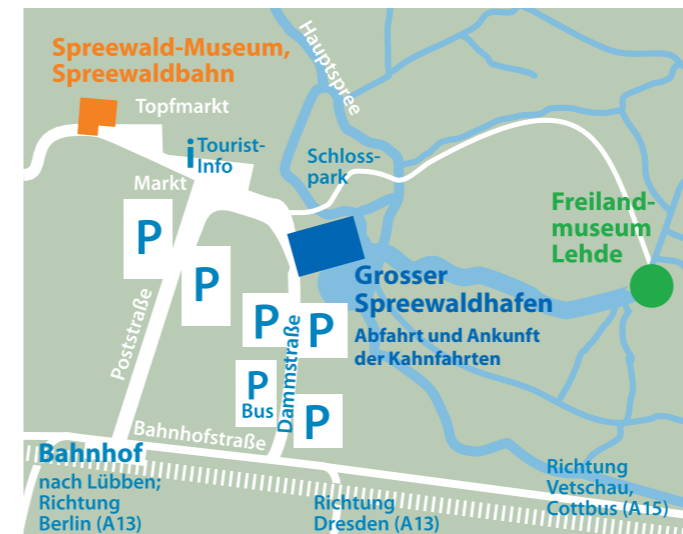 Spreewald-Museum,
Spreewaldbahn
Hauptspree
Topfmarkt
i Tourist-
Info
Markt
Schloss-
park
Freiland-
museum
Lehde
P
P
Grosser
Spreewaldhafen
Abfahrt und Ankunft
der Kahnfahrten
P
P
Poststraße
Dammstraße
P
Bus
P
Bahnhofstraße
Bahnhof
nach Lübben;
Richtung
Berlin (A13)
Richtung
Dresden (A13)
Richtung
Vetschau,
Cottbus (A15)